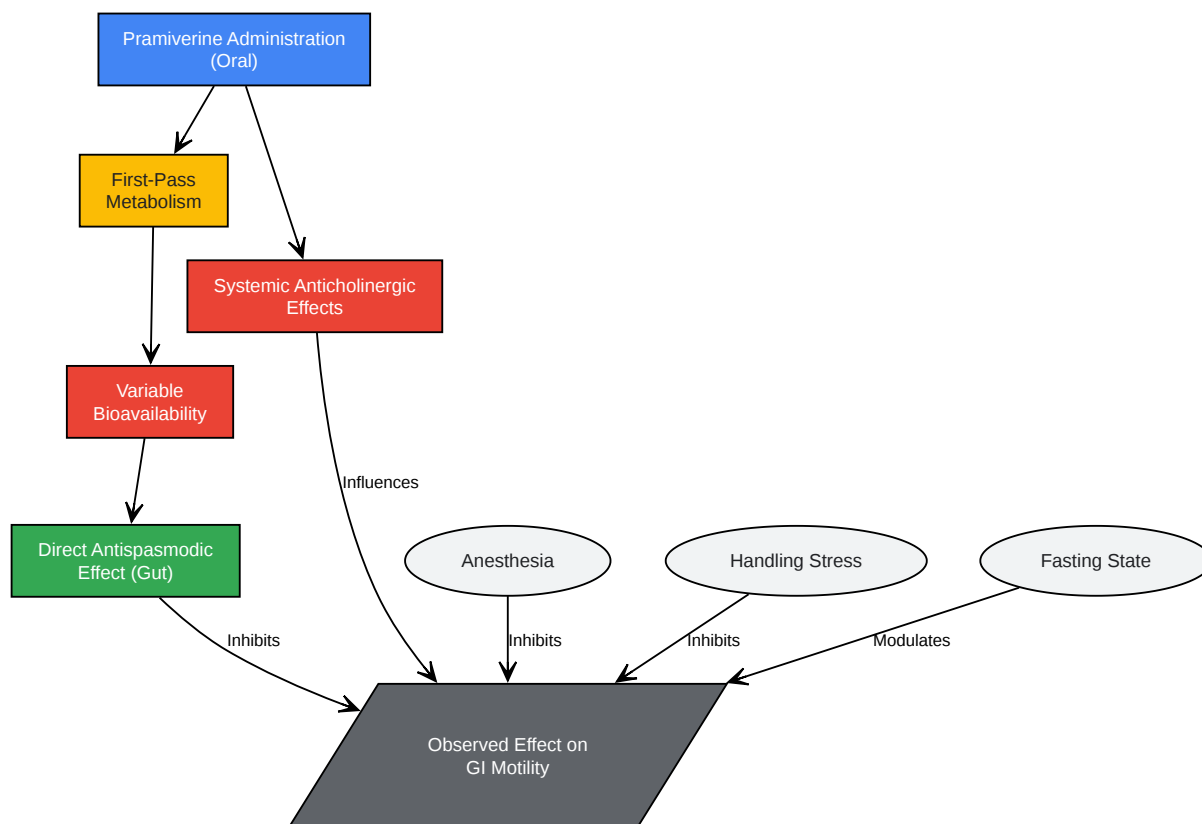 Pramiverine Administration
(Oral)
First-Pass
Metabolism
Systemic Anticholinergic
Effects
Variable
Bioavailability
Influences
Direct Antispasmodic
Effect (Gut)
Anesthesia
Handling Stress
Fasting State
Inhibits
Inhibits
Inhibits
Modulates
Observed Effect on
GI Motility